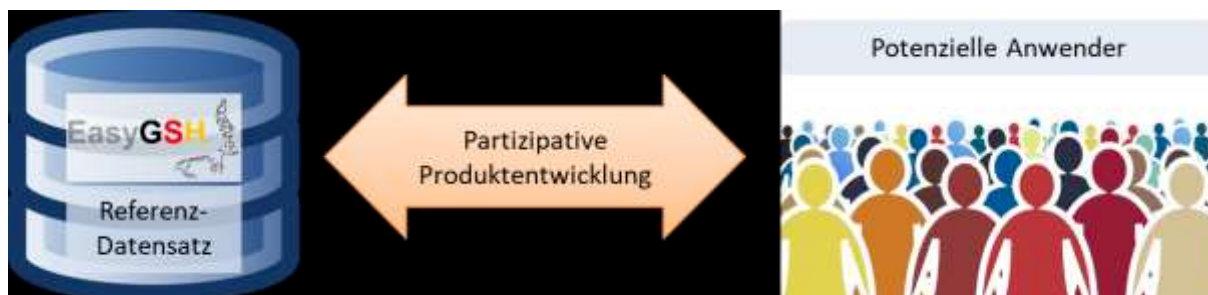 EasyGSH
Referenz-
Datensatz
Partizipative
Produktentwicklung
Potenzielle Anwender